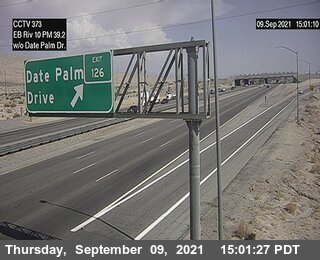 CCTV 373
EB Riv 10 PM 39.2
w/o Date Palm Dr.
09.Sep 2021 15:01:10
EXIT
126
Date Palm
Drive
Thursday, September 09, 2021 15:01:27 PDT